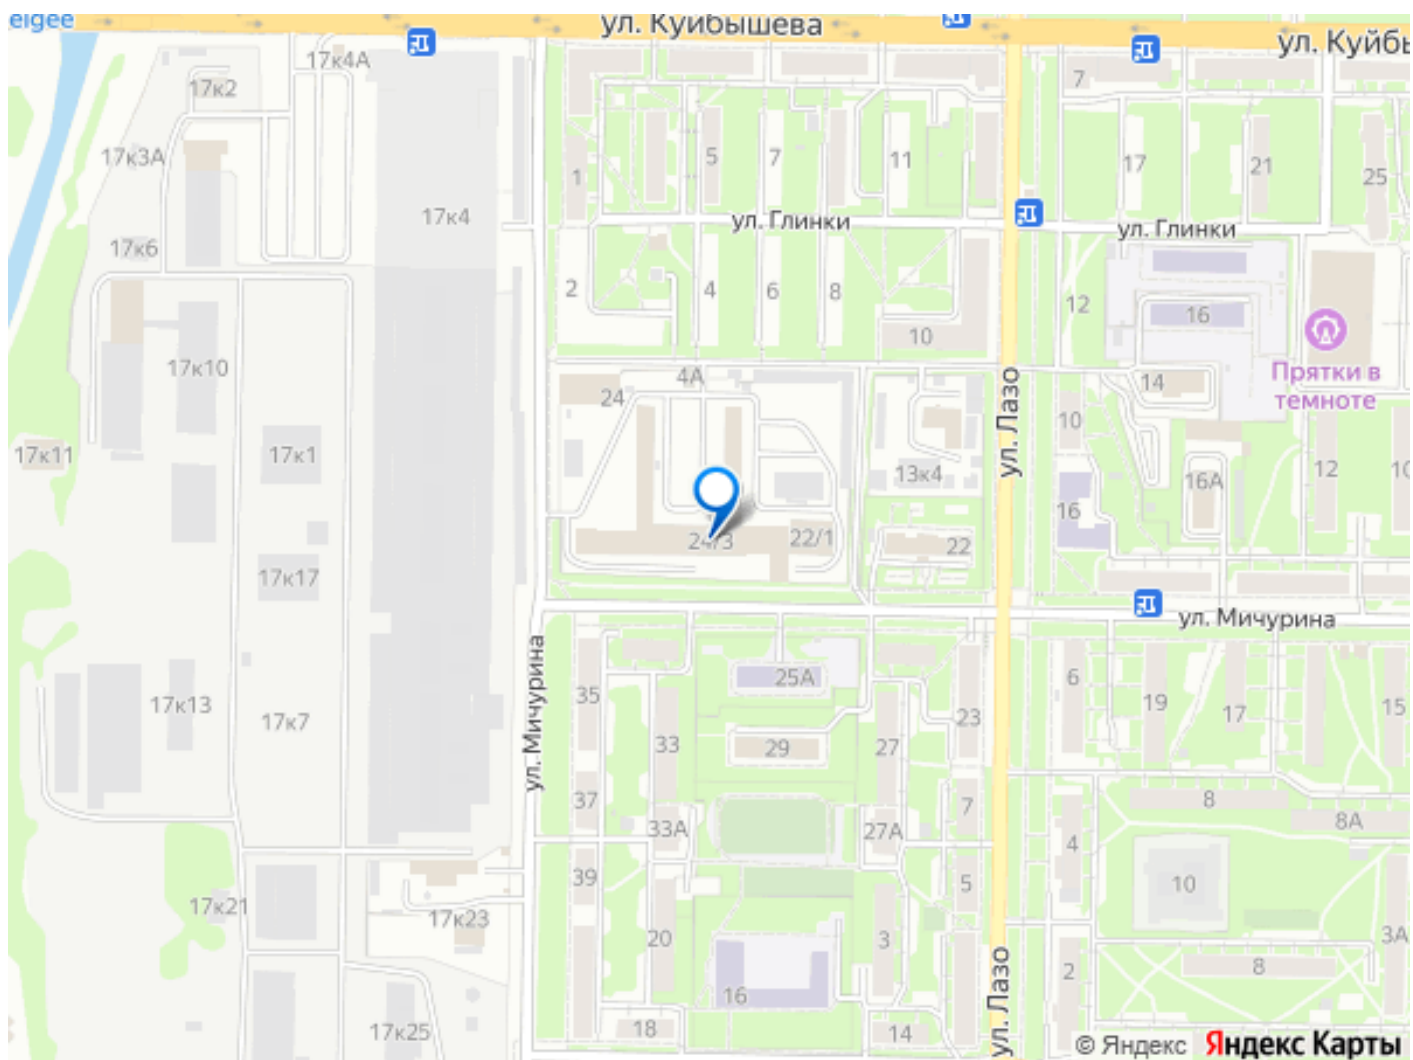 eigee
ул. Куйбышева
ул. Куйбы
17к4А
17к2
7
17к3А
5
7
11
17
21
25
1
17к4
ул. Глинки
ул. Глинки
17к6
2
4
6
8
12
16
10
17к10
4А
24
14
Прятки в
темноте
ул. Лазо
10
17к11
17к1
13к4
12
10
16А
16
24/3
22/1
22
17к17
ул. Мичурина
ул. Мичурина
25А
6
35
17к13
17к7
33
29
27
23
19
17
15
37
33А
27А
7
8
8А
4
39
5
10
17к21
17к23
20
3
3А
ул. Лазо
2
8
16
17к25
18
14
© Яндекс Яндекс Карты